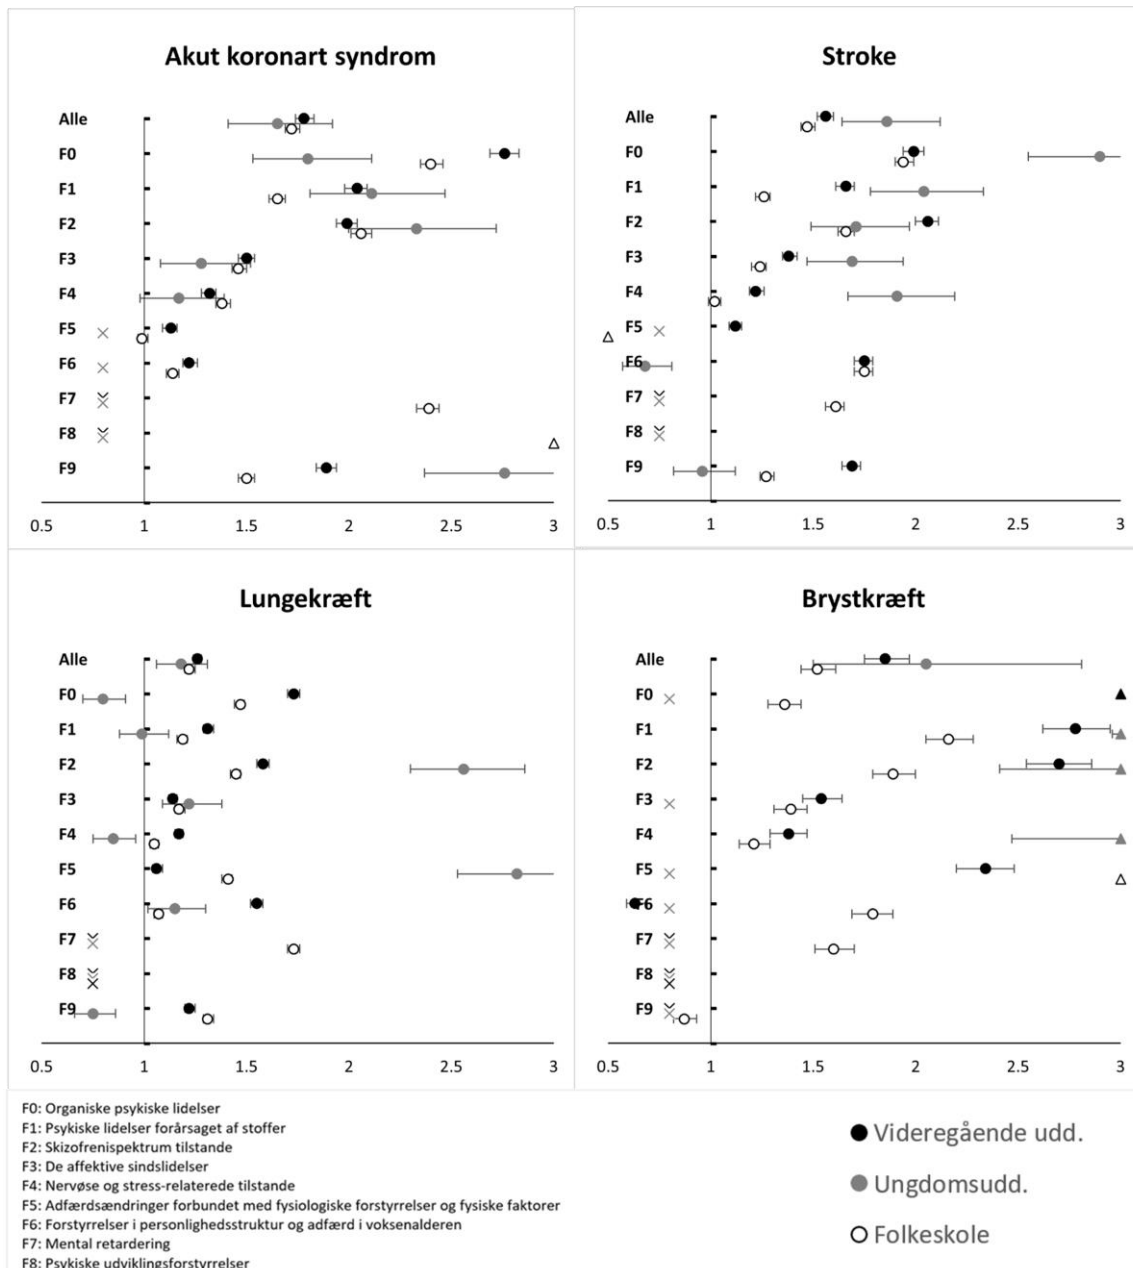 Akut koronart syndrom
Alle
F0
F1
F2
F3
F4
F5
F6
F7
F8
F9
0.5 1 1.5 2 2.5 3
Stroke
Alle
F0
F1
F2
F3
F4
F5
F6
F7
F8
F9
0.5 1 1.5 2 2.5 3
Lungekræft
Alle
F0
F1
F2
F3
F4
F5
F6
F7
F8
F9
0.5 1 1.5 2 2.5 3
Brystkræft
Alle
F0
F1
F2
F3
F4
F5
F6
F7
F8
F9
0.5 1 1.5 2 2.5 3
F0: Organiske psykiske lidelser
F1: Psykiske lidelser forårsaget af stoffer
F2: Skizofrenispektrum tilstande
F3: De affektive sindslidelser
F4: Nervøse og stress-relaterede tilstande
F5: Adfærdsændringer forbundet med fysiologiske forstyrrelser og fysiske faktorer
F6: Forstyrrelser i personlighedsstruktur og adfærd i voksenalderen
F7: Mental retardering
F8: Psykiske udviklingsforstyrrelser
Videregående udd.
Ungdomsudd.
Folkeskole